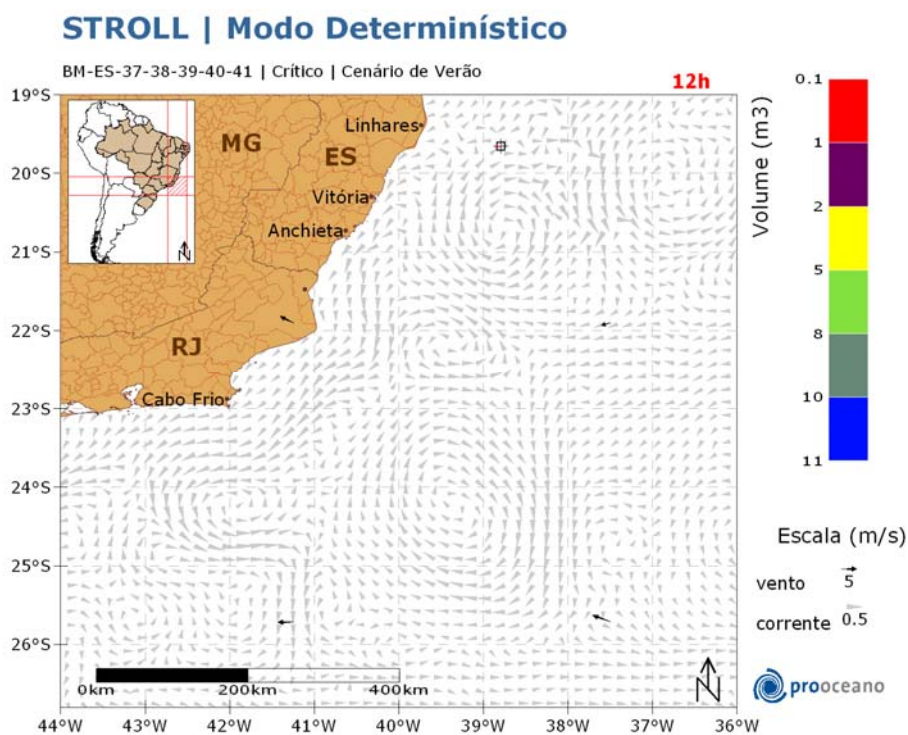 STROLL | Modo Determinístico
BM-ES-37-38-39-40-41 | Crítico | Cenário de Verão
12h
19°S
20°S
21°S
22°S
23°S
24°S
25°S
26°S
MG
ES
RJ
Linhares
Vitória
Anchieta
Cabo Frio
N
0km
200km
400km
N
44°W
43°W
42°W
41°W
40°W
39°W
38°W
37°W
36°W
Volume (m3)
0.1
1
2
5
8
10
11
Escala (m/s)
vento 5
corrente 0.5
prooceano